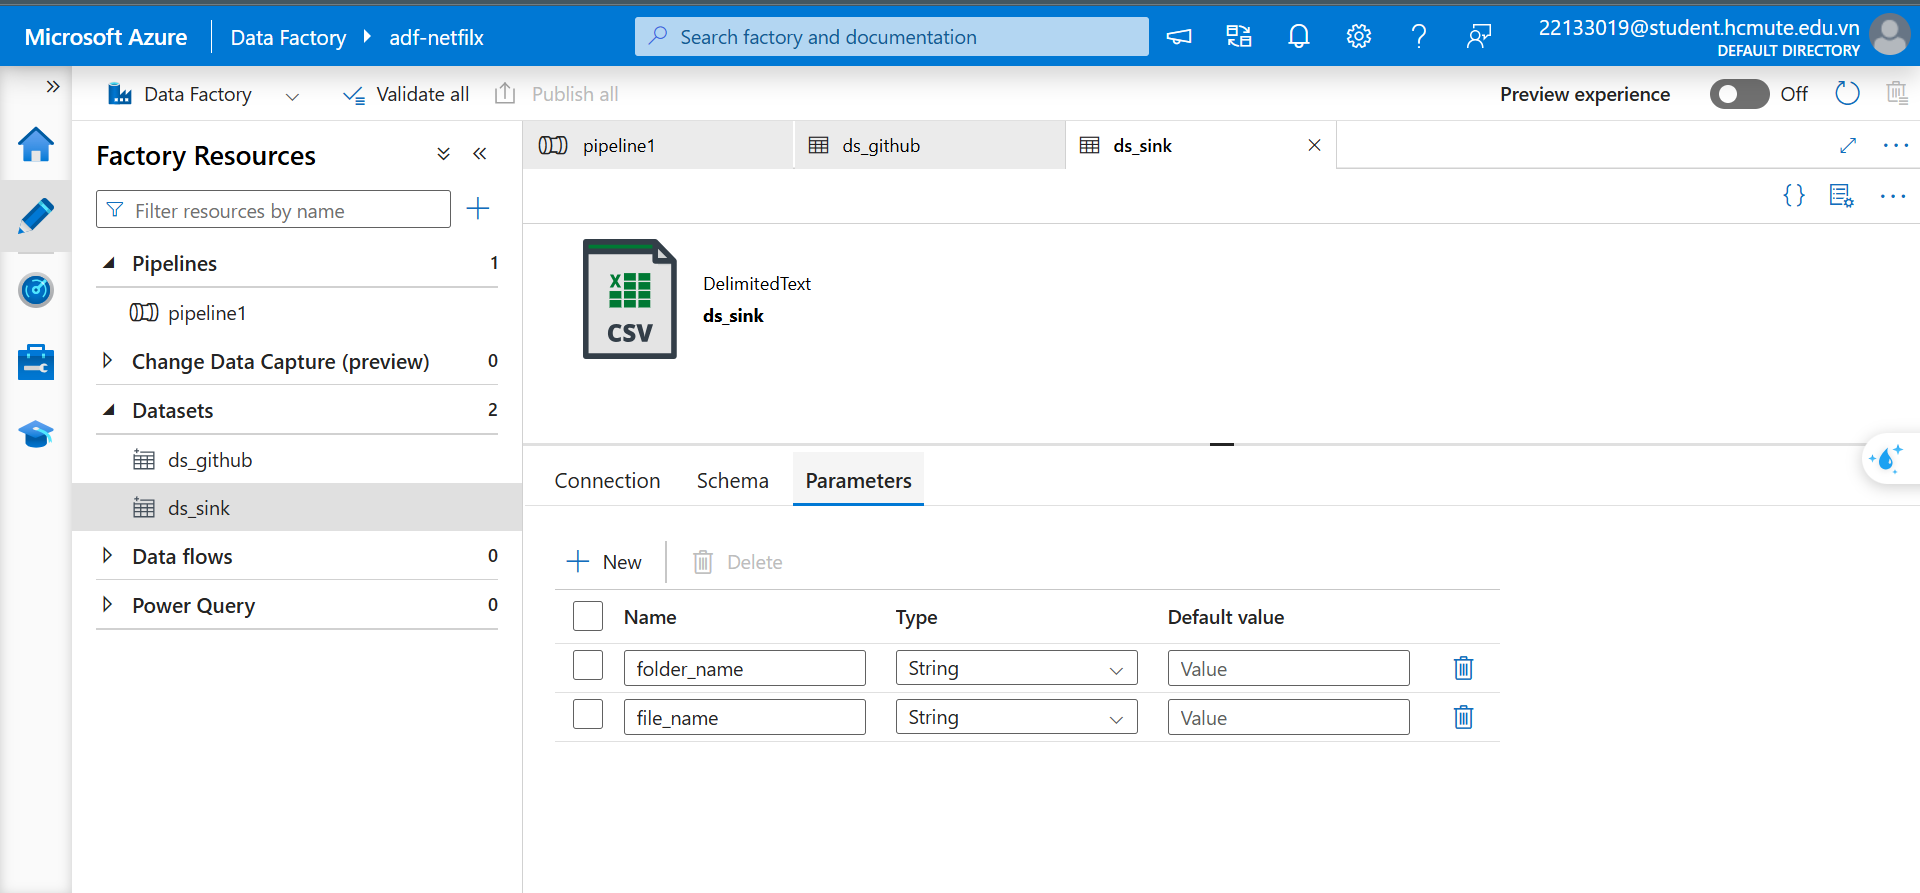 Microsoft Azure
Data Factory
adf-netfilx
Search factory and documentation
22133019@student.hcmute.edu.vn
DEFAULT DIRECTORY
Data Factory
Validate all
Publish all
Preview experience
Off
Factory Resources
Filter resources by name
Pipelines 1
pipeline1
Change Data Capture (preview) 0
Datasets 2
ds_github
ds_sink
Data flows 0
Power Query 0
pipeline1
ds_github
ds_sink
{}
X
CSV
DelimitedText
ds_sink
Connection
Schema
Parameters
New
Delete
Name Type Default value
folder_name String Value
file_name String Value